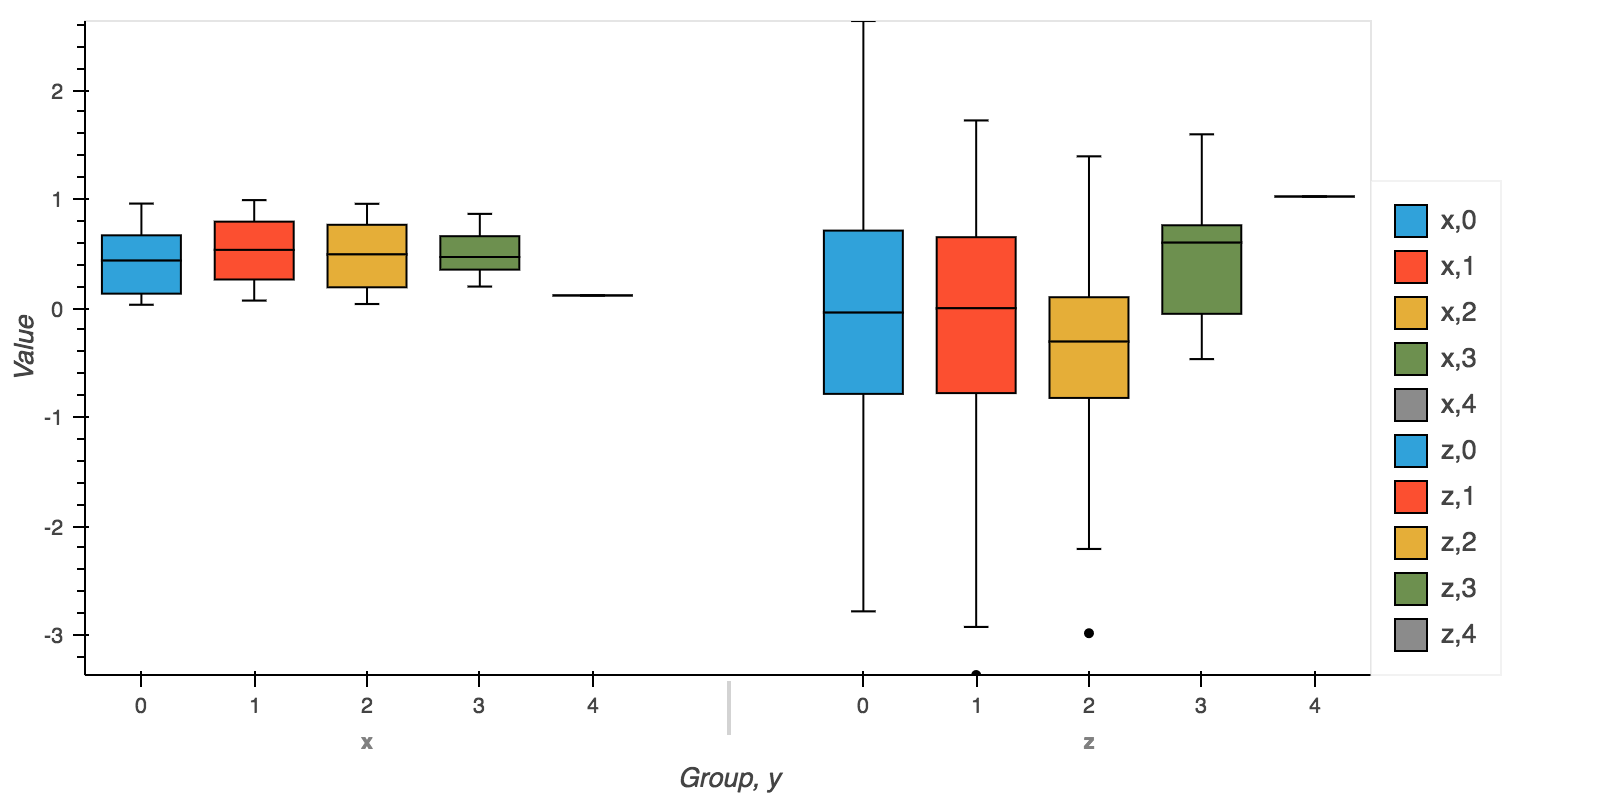 Value
2
1
0
-1
-2
-3
0 1 2 3 4 0 1 2 3 4
x z
Group, y
x,0
x,1
x,2
x,3
x,4
z,0
z,1
z,2
z,3
z,4